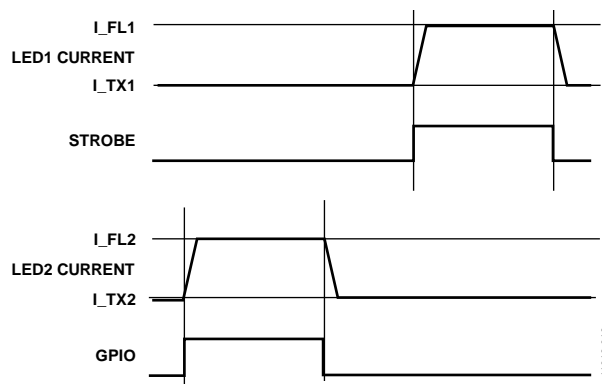 I_FL1
LED1 CURRENT
I_TX1
STROBE
I_FL2
LED2 CURRENT
I_TX2
GPIO